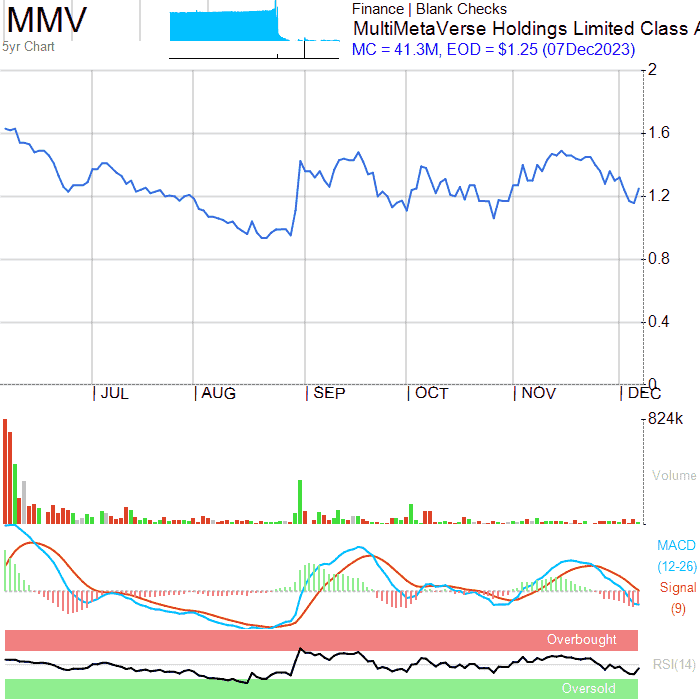 MMV
5yr Chart
Finance | Blank Checks
MultiMetaVerse Holdings Limited Class A
MC = 41.3M, EOD = $1.25 (07Dec2023)
2
1.6
1.2
0.8
0.4
0
JUL AUG SEP OCT NOV DEC
824k
Volume
MACD
(12-26)
Signal
(9)
Overbought
RSI(14)
Oversold